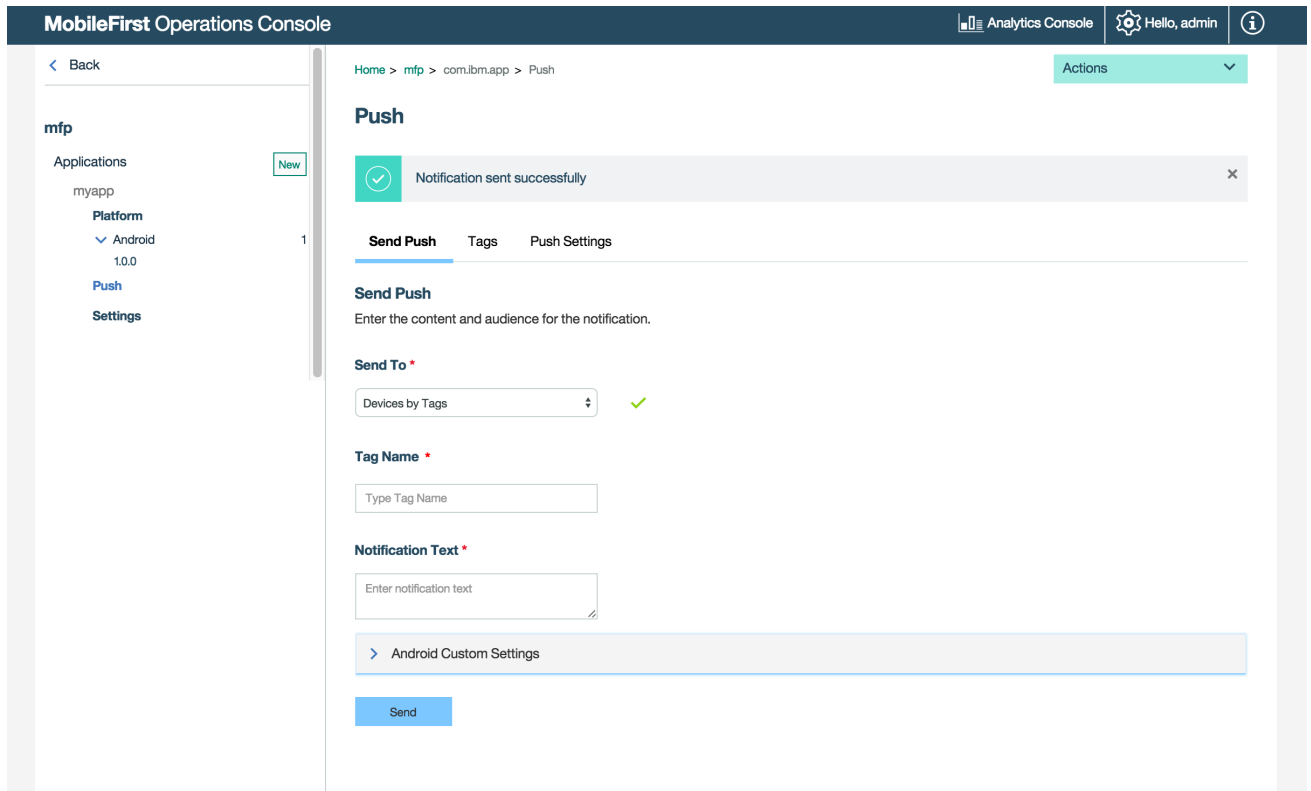 MobileFirst Operations Console
Analytics Console
Hello, admin
Back
mfp
Applications
New
myapp
Platform
Android 1
1.0.0
Push
Settings
Home > mfp > com.ibm.app > Push
Actions
Push
Notification sent successfully
Send Push Tags Push Settings
Send Push
Enter the content and audience for the notification.
Send To *
Devices by Tags
Tag Name *
Type Tag Name
Notification Text *
Enter notification text
Android Custom Settings
Send